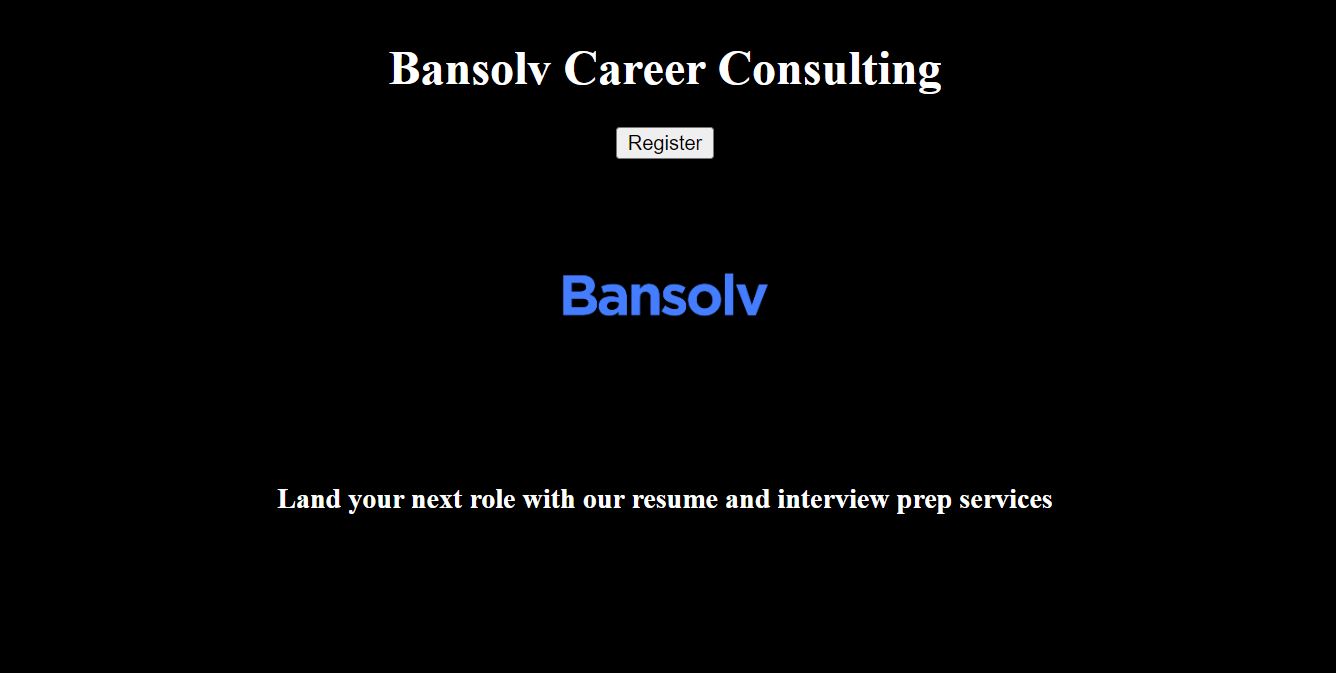 Bansolv Career Consulting
Register
Bansolv
Land your next role with our resume and interview prep services